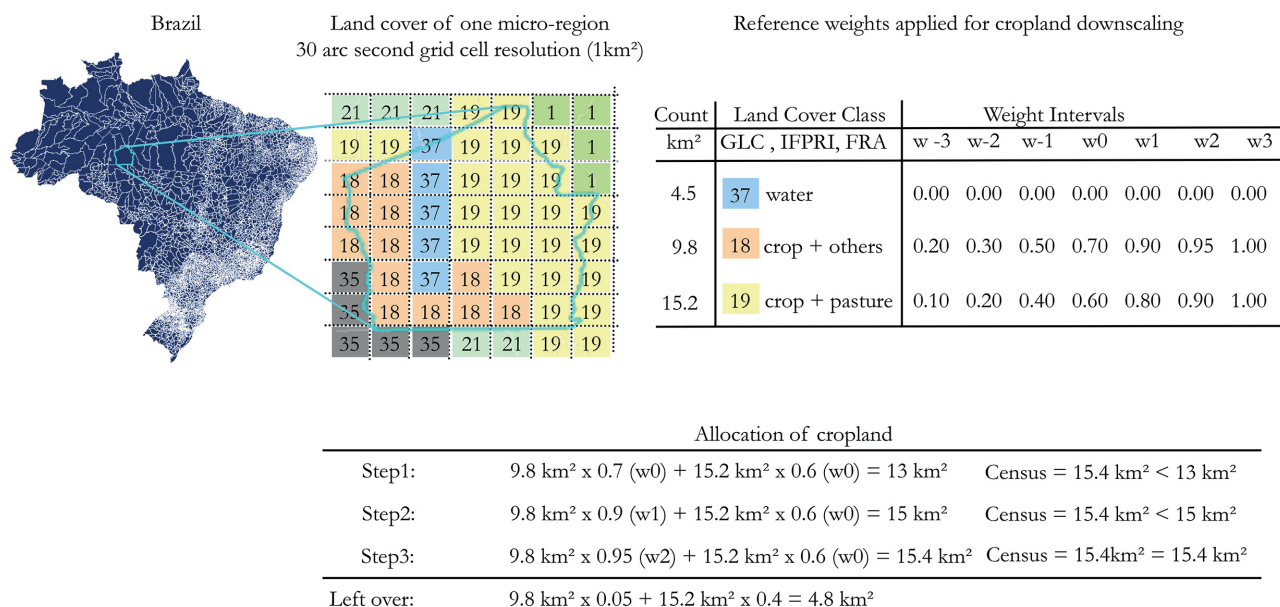 Brazil
Land cover of one micro-region
30 arc second grid cell resolution (1km²)
Reference weights applied for cropland downscaling
21 21 21 19 19 1 1
19 19 37 19 19 19 1
18 18 37 19 19 19 1
18 18 37 19 19 19 19
18 18 37 19 19 19 19
35 18 37 18 19 19 19
35 18 18 18 18 19 19
35 35 35 21 21 19 19
Count Land Cover Class Weight Intervals
km² GLC , IFPRI, FRA w -3 w-2 w-1 w0 w1 w2 w3
4.5 37 water 0.00 0.00 0.00 0.00 0.00 0.00 0.00
9.8 18 crop + others 0.20 0.30 0.50 0.70 0.90 0.95 1.00
15.2 19 crop + pasture 0.10 0.20 0.40 0.60 0.80 0.90 1.00
Allocation of cropland
Step1: 9.8 km² x 0.7 (w0) + 15.2 km² x 0.6 (w0) = 13 km² Census = 15.4 km² < 13 km²
Step2: 9.8 km² x 0.9 (w1) + 15.2 km² x 0.6 (w0) = 15 km² Census = 15.4 km² < 15 km²
Step3: 9.8 km² x 0.95 (w2) + 15.2 km² x 0.6 (w0) = 15.4 km² Census = 15.4km² = 15.4 km²
Left over: 9.8 km² x 0.05 + 15.2 km² x 0.4 = 4.8 km²